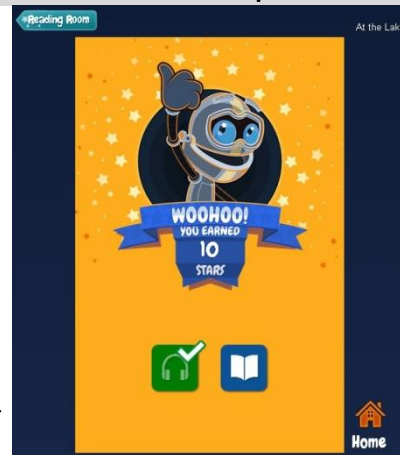 Reading Room
At the Lak
WOOHOO!
YOU EARNED
10
STARS
Home